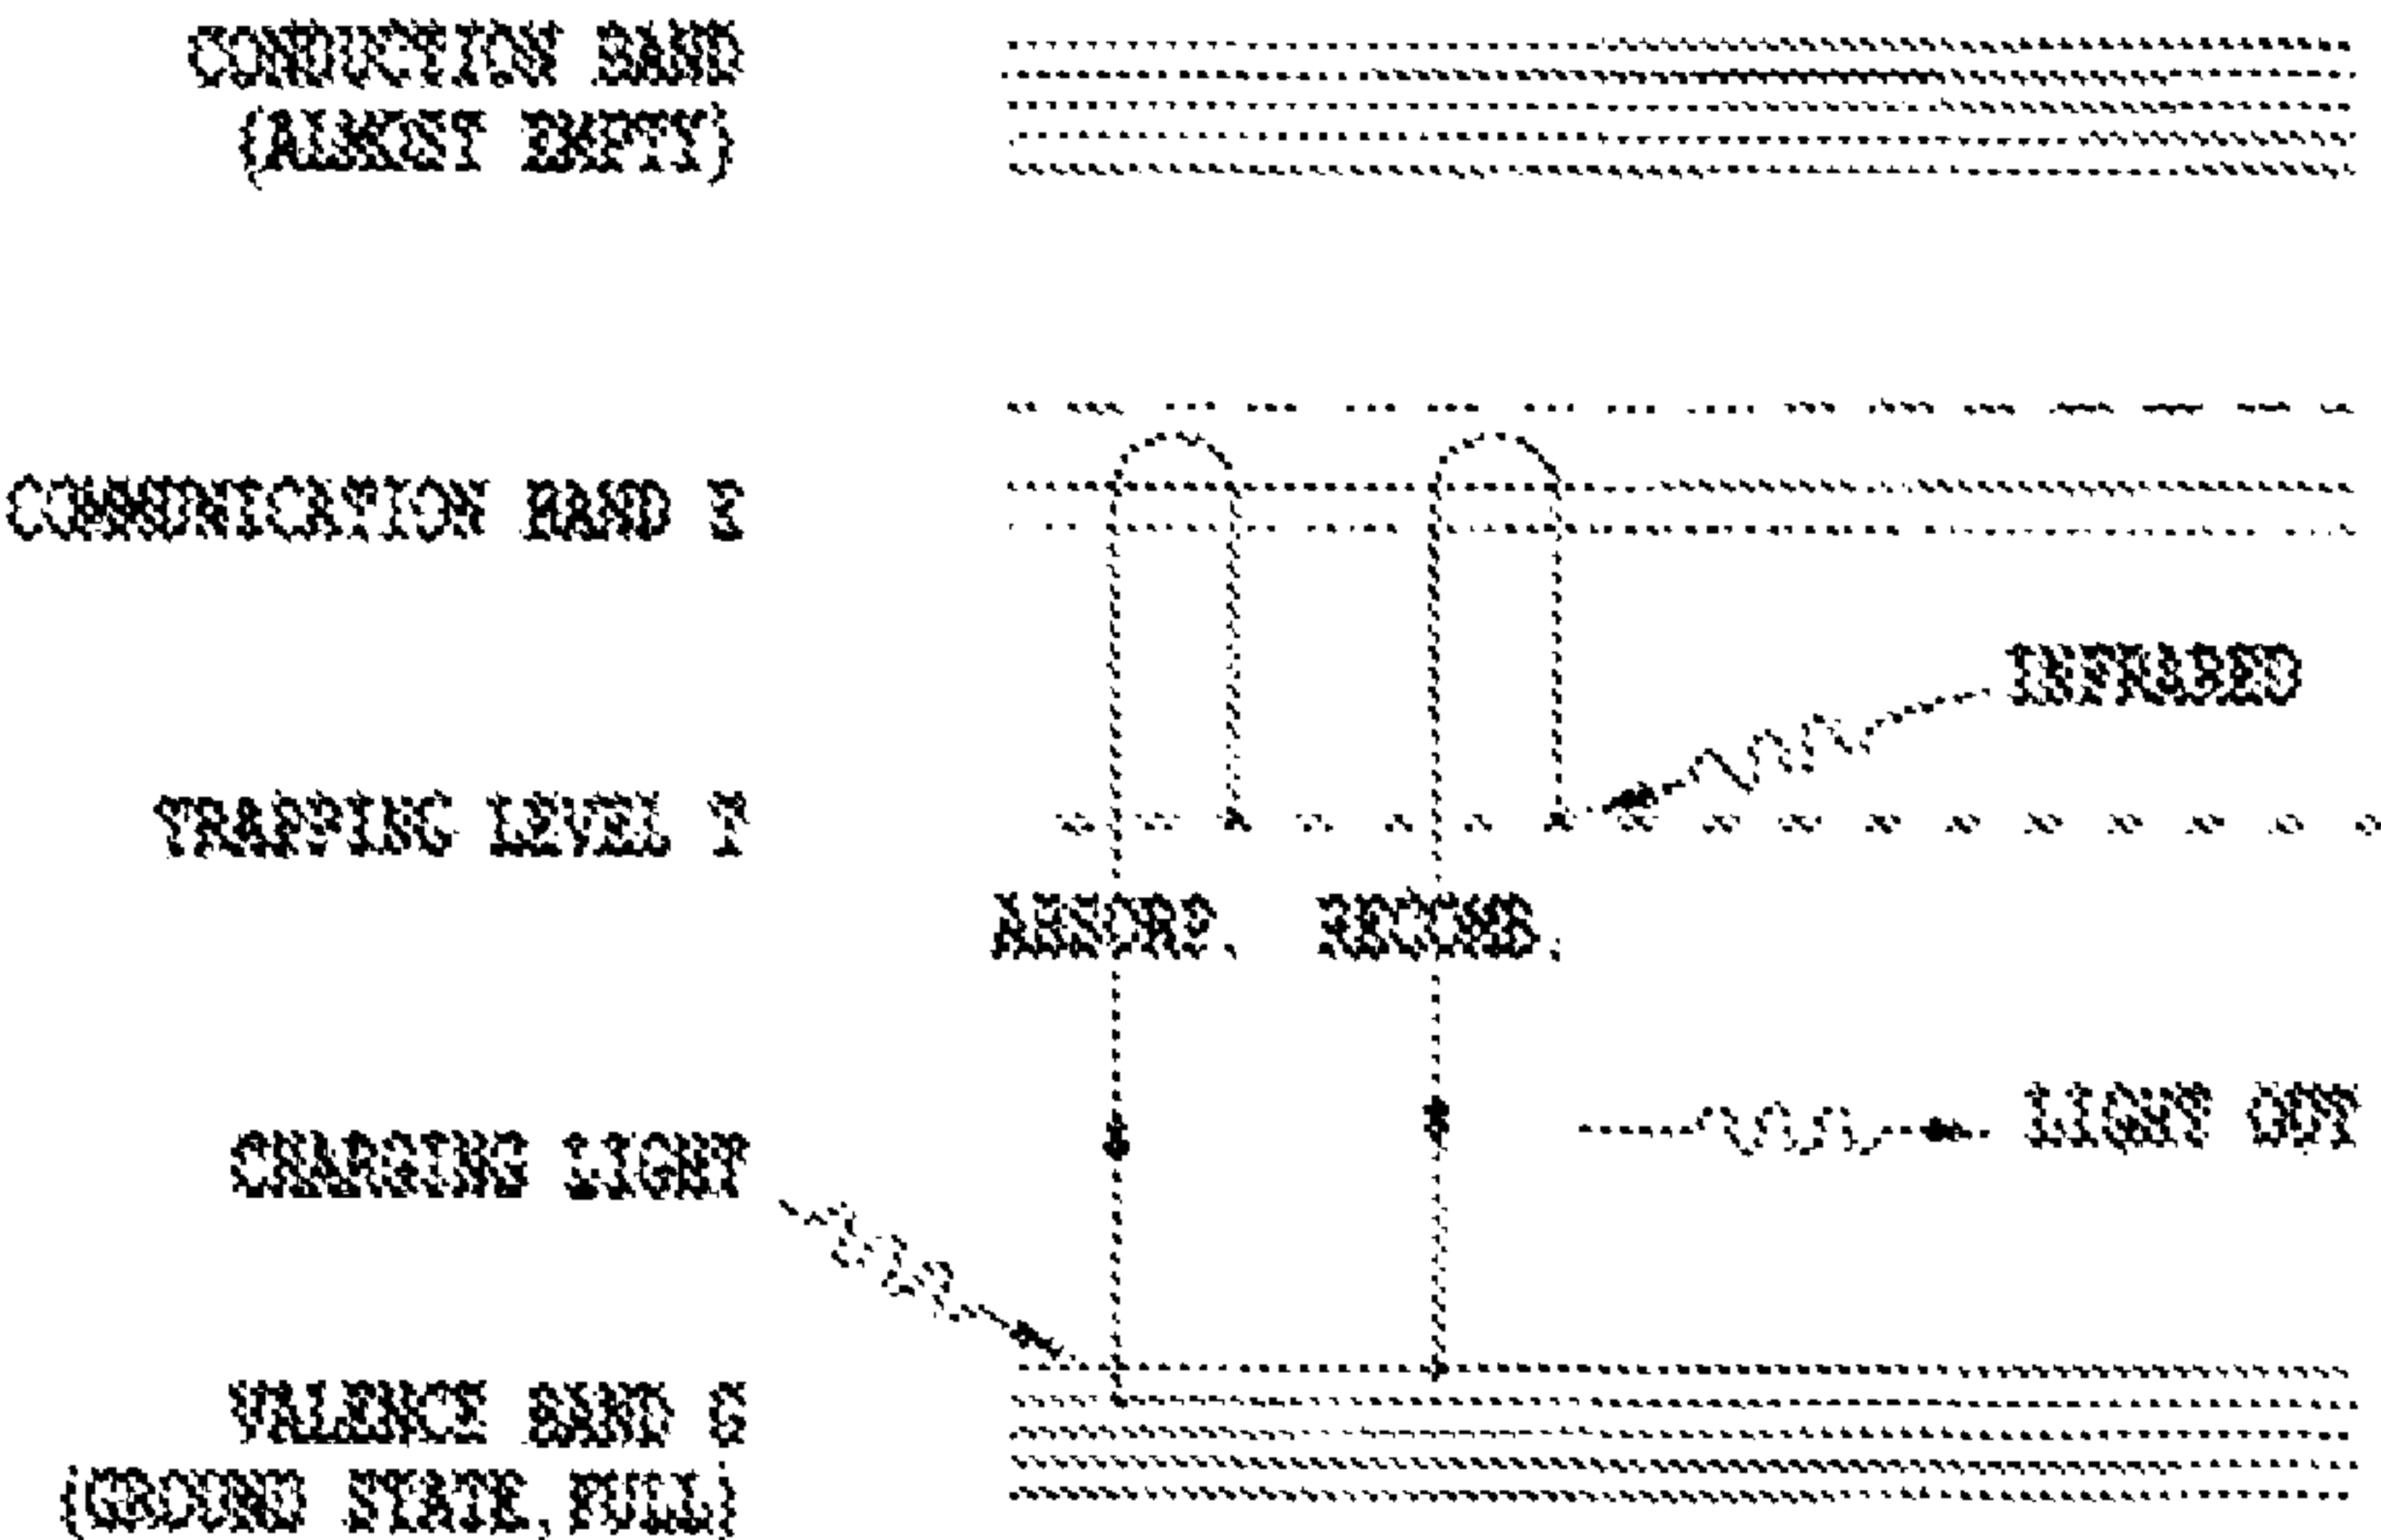 CONDUCTION BAND
(ALMOST EMPTY)
COMMUNICATION BAND E
INFRARED
TRAPPING LEVEL T
ABSORP. RECOMB.
LIGHT OUT
CHARGING LIGHT
VALENCE BAND G
(GROUND STATE, FULL)